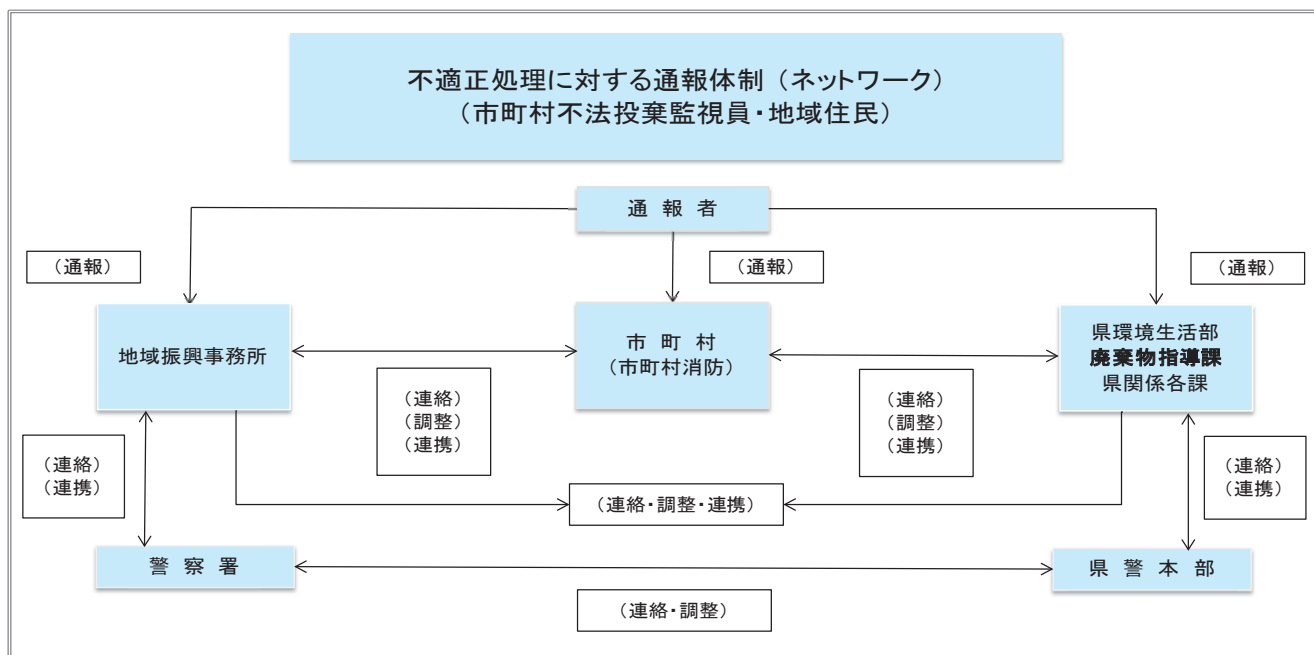 不適正処理に対する通報体制（ネットワーク）
（市町村不法投棄監視員・地域住民）
通報者
（通報）
（通報）
（通報）
地域振興事務所
市町村
（市町村消防）
県環境生活部
廃棄物指導課
県関係各課
（連絡）
（調整）
（連携）
（連絡）
（調整）
（連携）
（連絡）
（連携）
（連絡）
（連携）
（連絡・調整・連携）
警察署
県警本部
（連絡・調整）